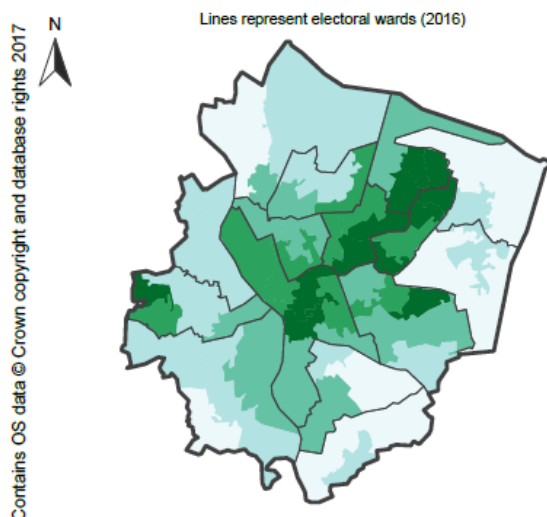 Lines represent electoral wards (2016)
N
Contains OS data © Crown copyright and database rights 2017